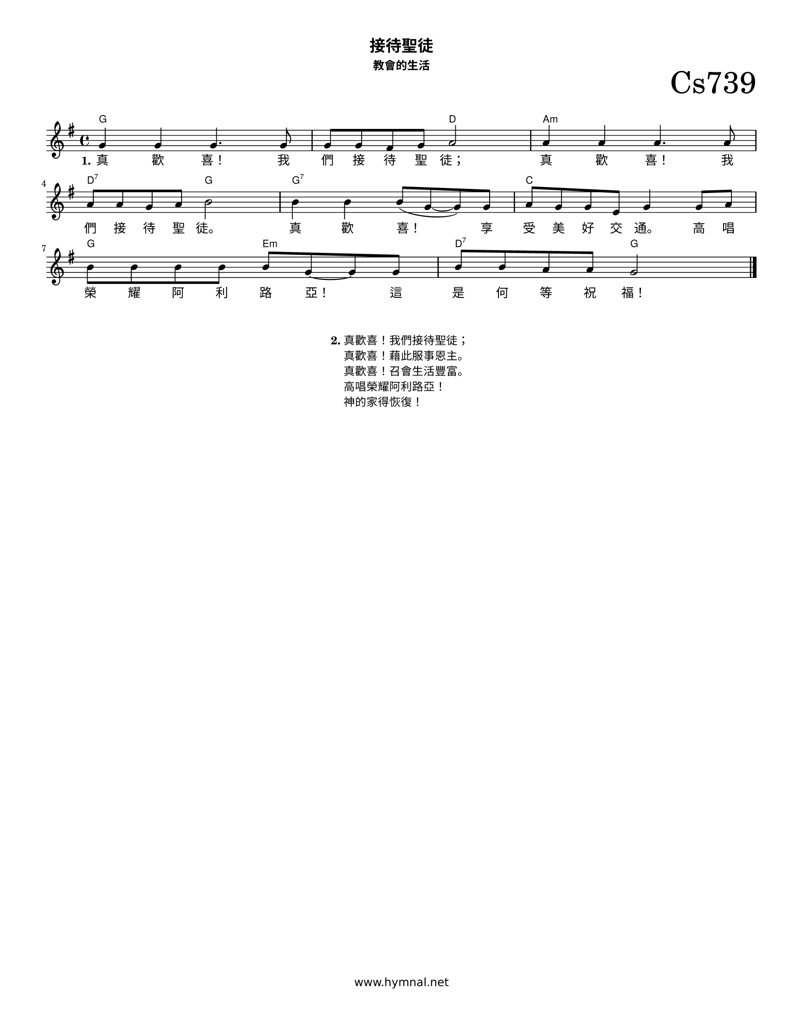 接待聖徒
教會的生活
Cs739
G D Am
1. 真 歡 喜！ 我 們 接 待 聖 徒； 真 歡 喜！ 我
4
D7 G G7 C
們 接 待 聖 徒。 真 歡 喜！ 享 受 美 好 交 通。 高 唱
7
G Em D7 G
榮 耀 阿 利 路 亞！ 這 是 何 等 祝 福！
2. 真歡喜！我們接待聖徒；
真歡喜！藉此服事恩主。
真歡喜！召會生活豐富。
高唱榮耀阿利路亞！
神的家得恢復！
www.hymnal.net